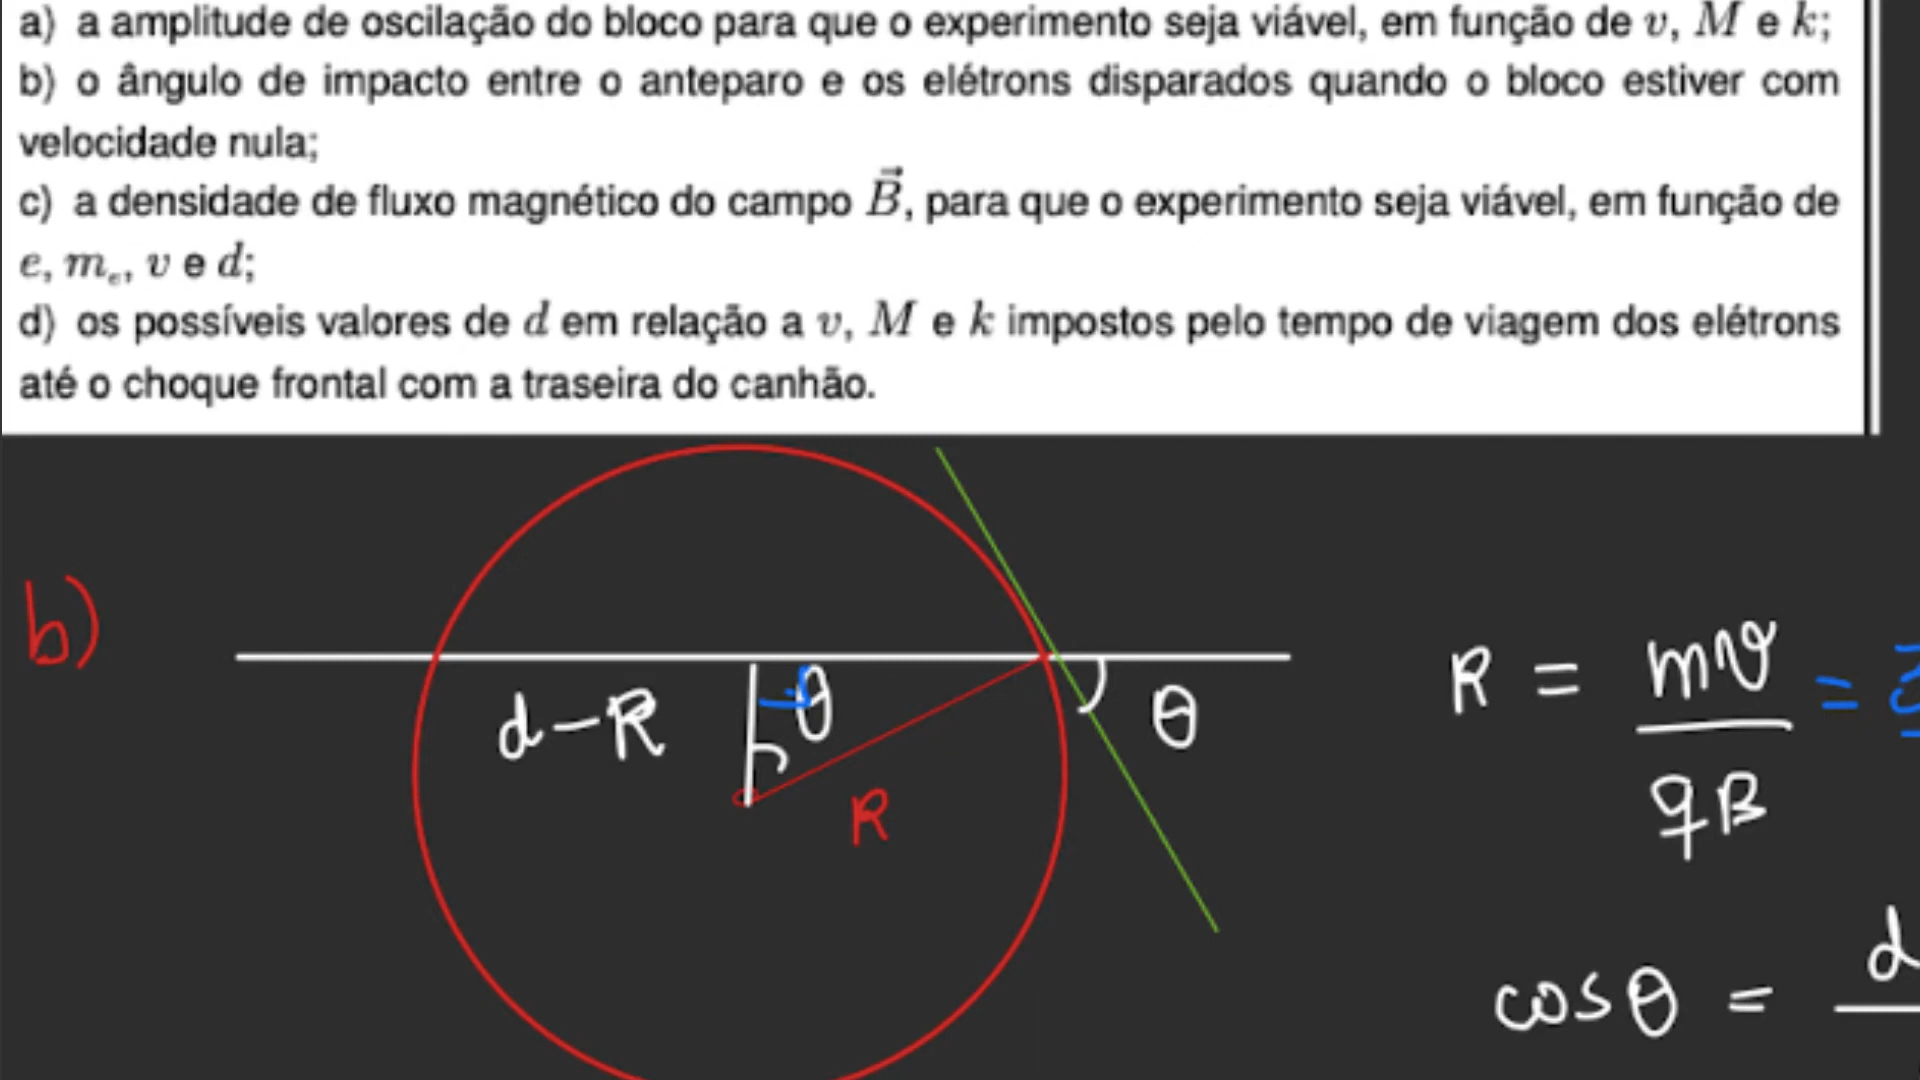 a) a amplitude de oscilação do bloco para que o experimento seja viável, em função de v, M e k;
b) o ângulo de impacto entre o anteparo e os elétrons disparados quando o bloco estiver com
velocidade nula;
c) a densidade de fluxo magnético do campo B⃗, para que o experimento seja viável, em função de
e, mₑ, v e d;
d) os possíveis valores de d em relação a v, M e k impostos pelo tempo de viagem dos elétrons
até o choque frontal com a traseira do canhão.
b)
d-R
θ
R
θ
R = mv
=
qB
cosθ =
d